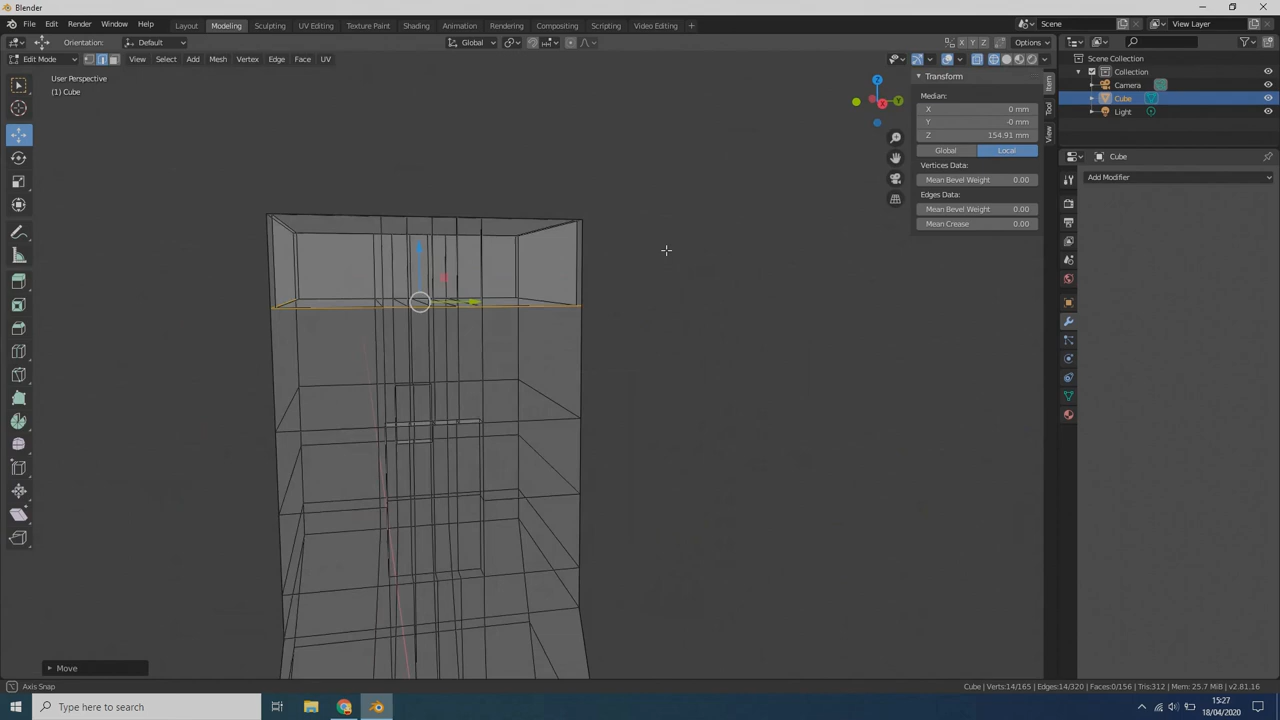 Blender
File Edit Render Window Help Layout Modeling Sculpting UV Editing Texture Paint Shading Animation Rendering Compositing Scripting Video Editing + Scene View Layer
Orientation: Default Global X Y Z Options
Edit Mode View Select Add Mesh Vertex Edge Face UV
User Perspective
(1) Cube
Z
Y
X
Transform
Median:
X 0 mm
Y -0 mm
Z 154.91 mm
Global Local
Vertices Data:
Mean Bevel Weight 0.00
Edges Data:
Mean Bevel Weight 0.00
Mean Crease 0.00
Item
Tool
View
Scene Collection
Collection
Camera
Cube
Light
Cube
Add Modifier
Move
Axis Snap
Cube | Verts:14/165 | Edges:14/320 | Faces:0/156 | Tris:312 | Mem: 25.7 MiB | v2.81.16
Type here to search
15:27
18/04/2020